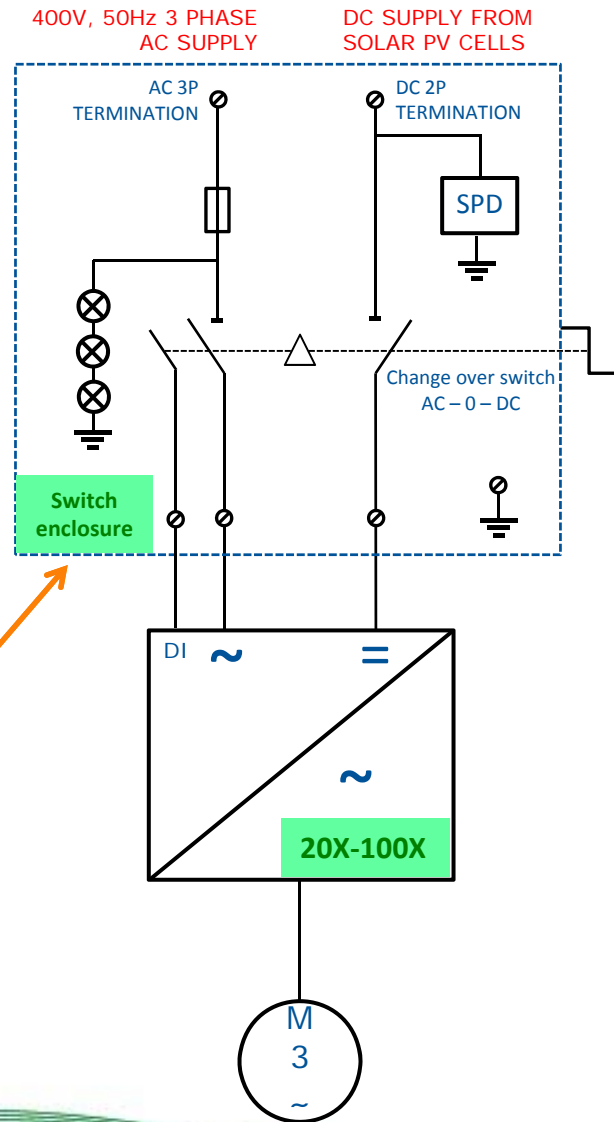 400V, 50Hz 3 PHASE
AC SUPPLY
DC SUPPLY FROM
SOLAR PV CELLS
AC 3P
TERMINATION
DC 2P
TERMINATION
SPD
Change over switch
AC – 0 – DC
Switch
enclosure
DI ~ =
~
20X-100X
M
3
~